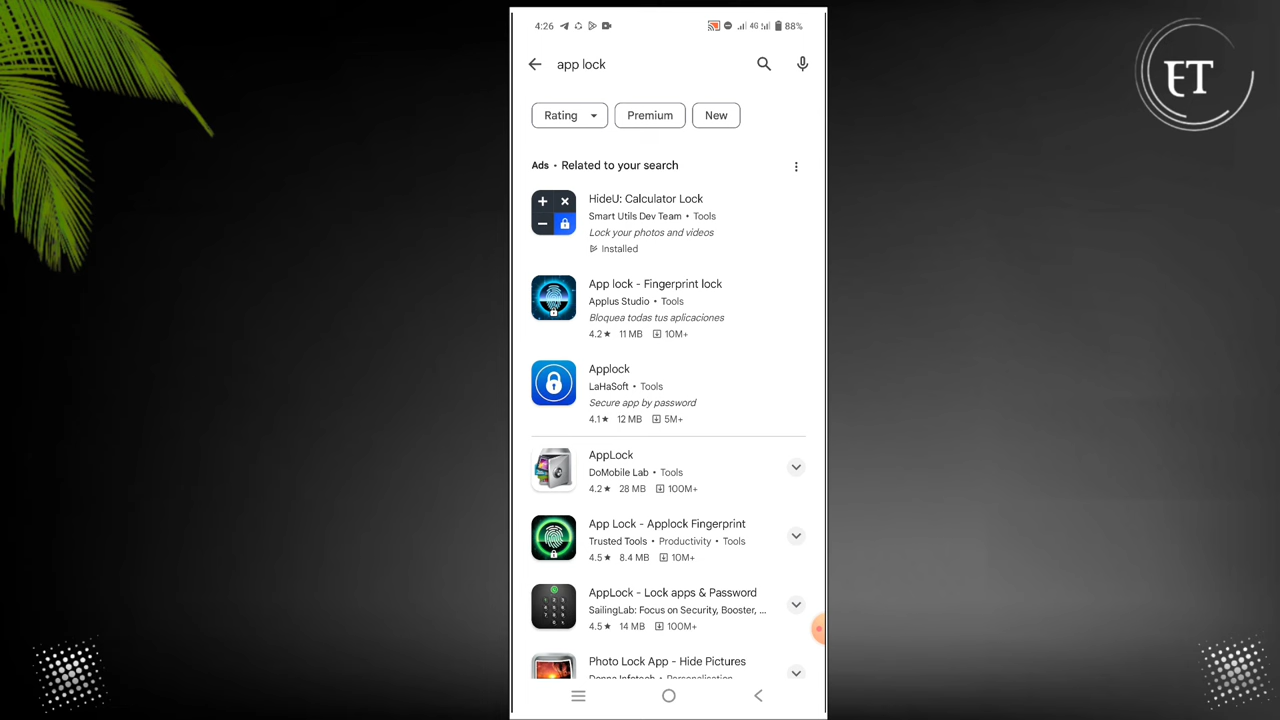 4:26 4G 88%
ET
app lock
Rating Premium New
Ads • Related to your search
HideU: Calculator Lock
Smart Utils Dev Team • Tools
Lock your photos and videos
Installed
App lock - Fingerprint lock
Applus Studio • Tools
Bloquea todas tus aplicaciones
4.2★ 11 MB 10M+
Applock
LaHaSoft • Tools
Secure app by password
4.1★ 12 MB 5M+
AppLock
DoMobile Lab • Tools
4.2★ 28 MB 100M+
App Lock - Applock Fingerprint
Trusted Tools • Productivity • Tools
4.5★ 8.4 MB 10M+
AppLock - Lock apps & Password
SailingLab: Focus on Security, Booster, ...
4.5★ 14 MB 100M+
Photo Lock App - Hide Pictures